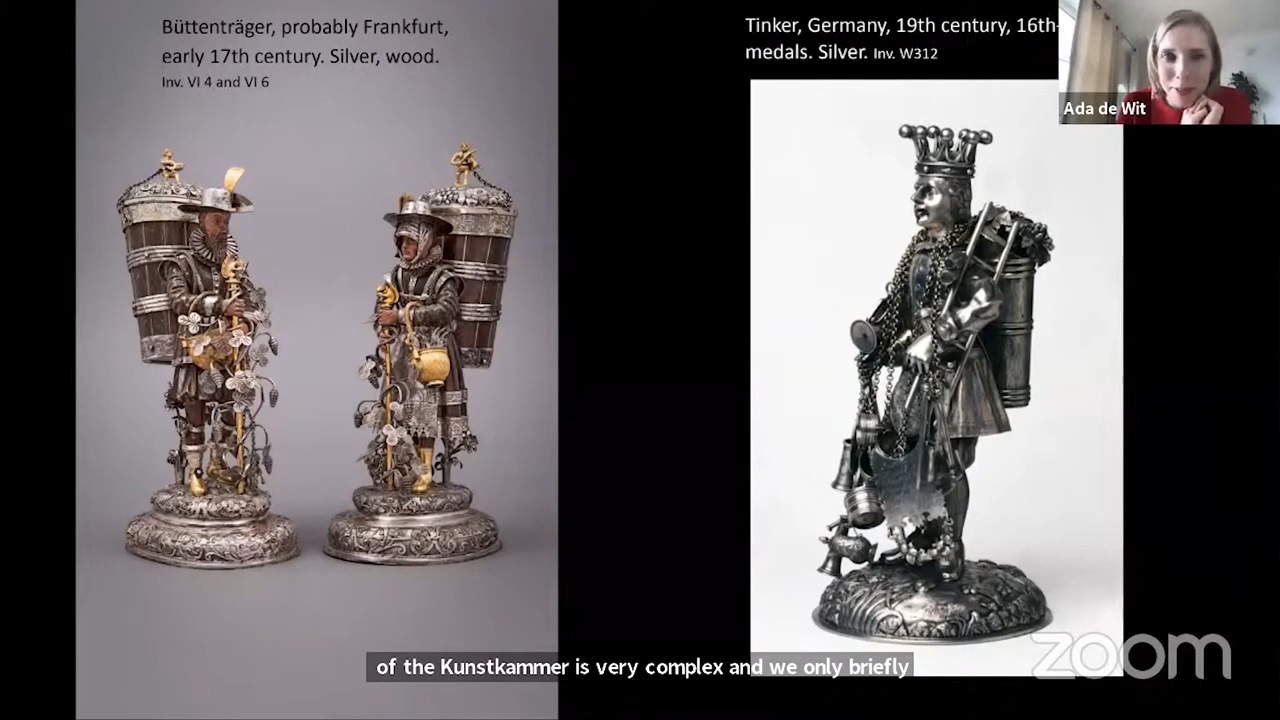 Büttenträger, probably Frankfurt,
early 17th century. Silver, wood.
Inv. VI 4 and VI 6
Tinker, Germany, 19th century, 16th-
medals. Silver. Inv. W312
Ada de Wit
of the Kunstkammer is very complex and we only briefly
zoom